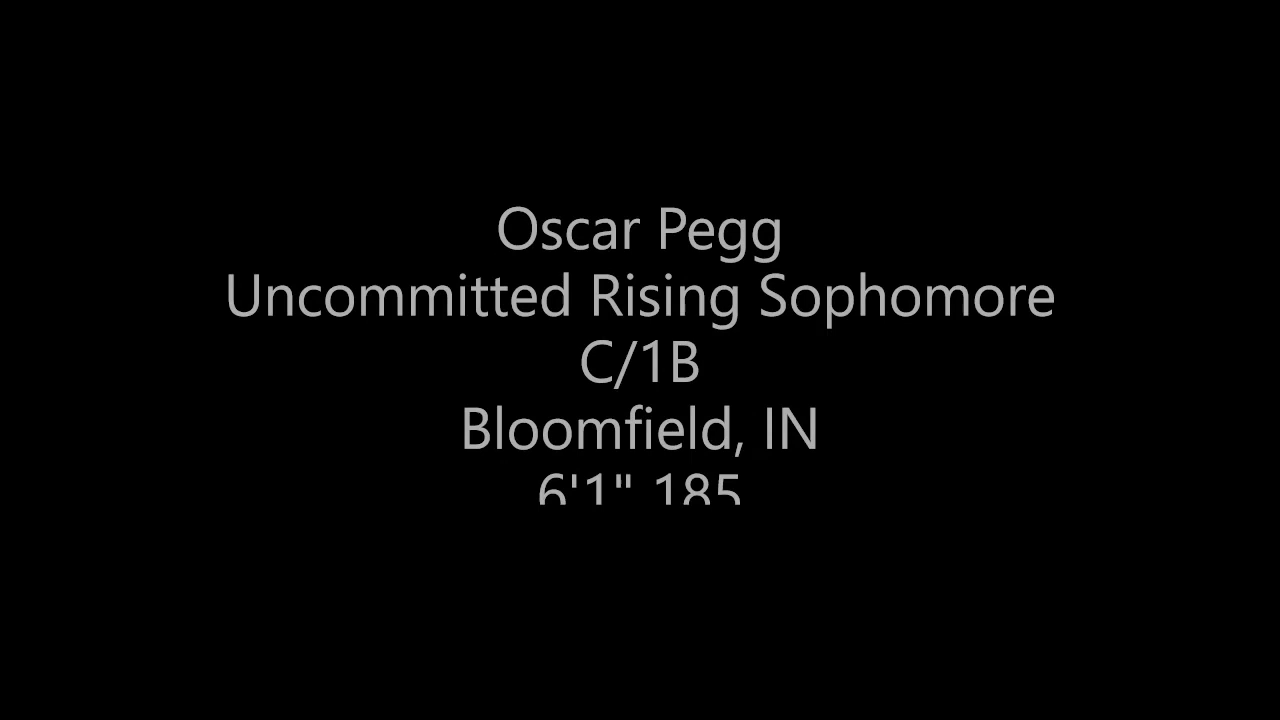 Oscar Pegg
Uncommitted Rising Sophomore
C/1B
Bloomfield, IN
6'1" 185